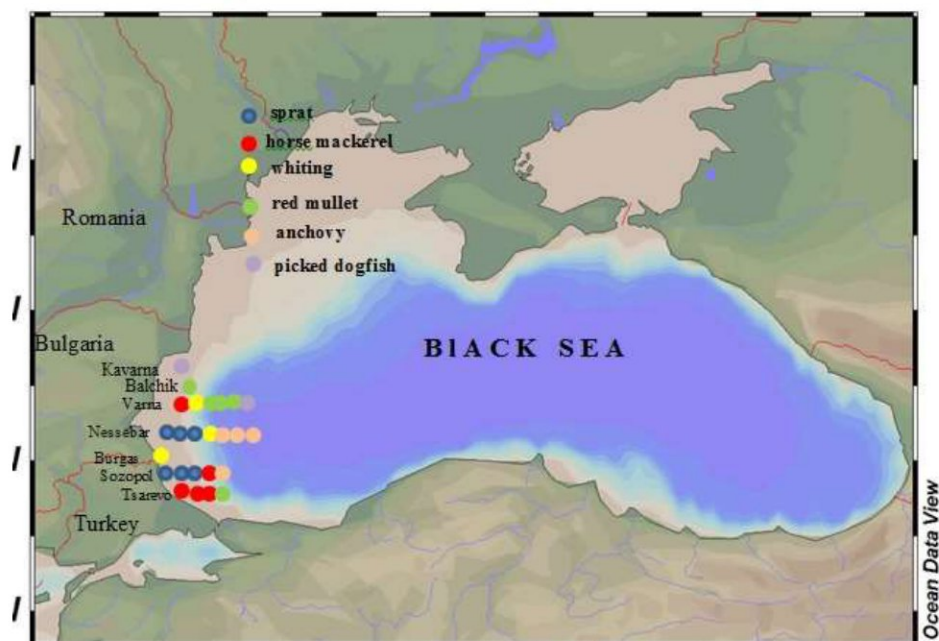 sprat
horse mackerel
whiting
red mullet
anchovy
picked dogfish
Romania
Bulgaria
BlACK SEA
Kavarna
Balchik
Varna
Nessebar
Burgas
Sozopol
Tsarevo
Turkey
Ocean Data View